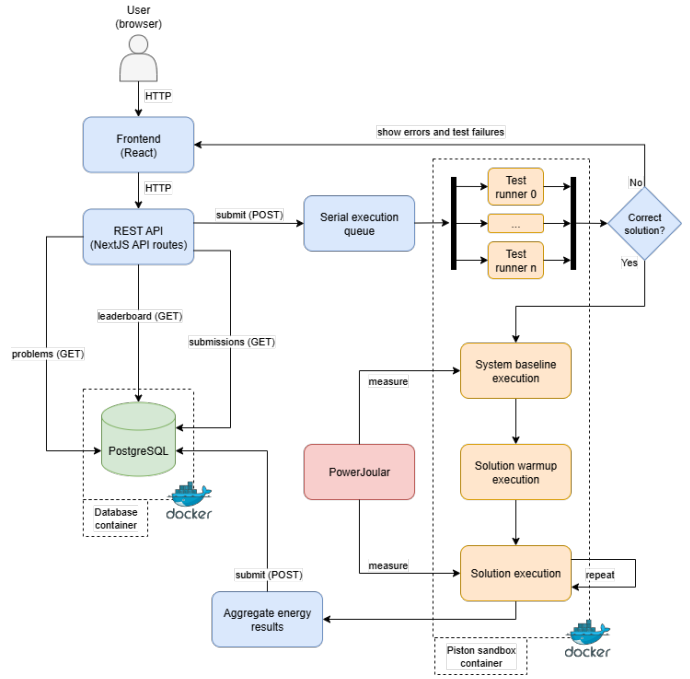 User
(browser)
HTTP
show errors and test failures
Frontend
(React)
HTTP
Test
runner 0
No
REST API
(NextJS API routes)
submit (POST)
Serial execution
queue
...
Correct
solution?
Test
runner n
Yes
leaderboard (GET)
submissions (GET)
problems (GET)
System baseline
execution
measure
PostgreSQL
PowerJoular
Solution warmup
execution
Database
container
docker
measure
Solution execution
repeat
submit (POST)
Aggregate energy
results
Piston sandbox
container
docker